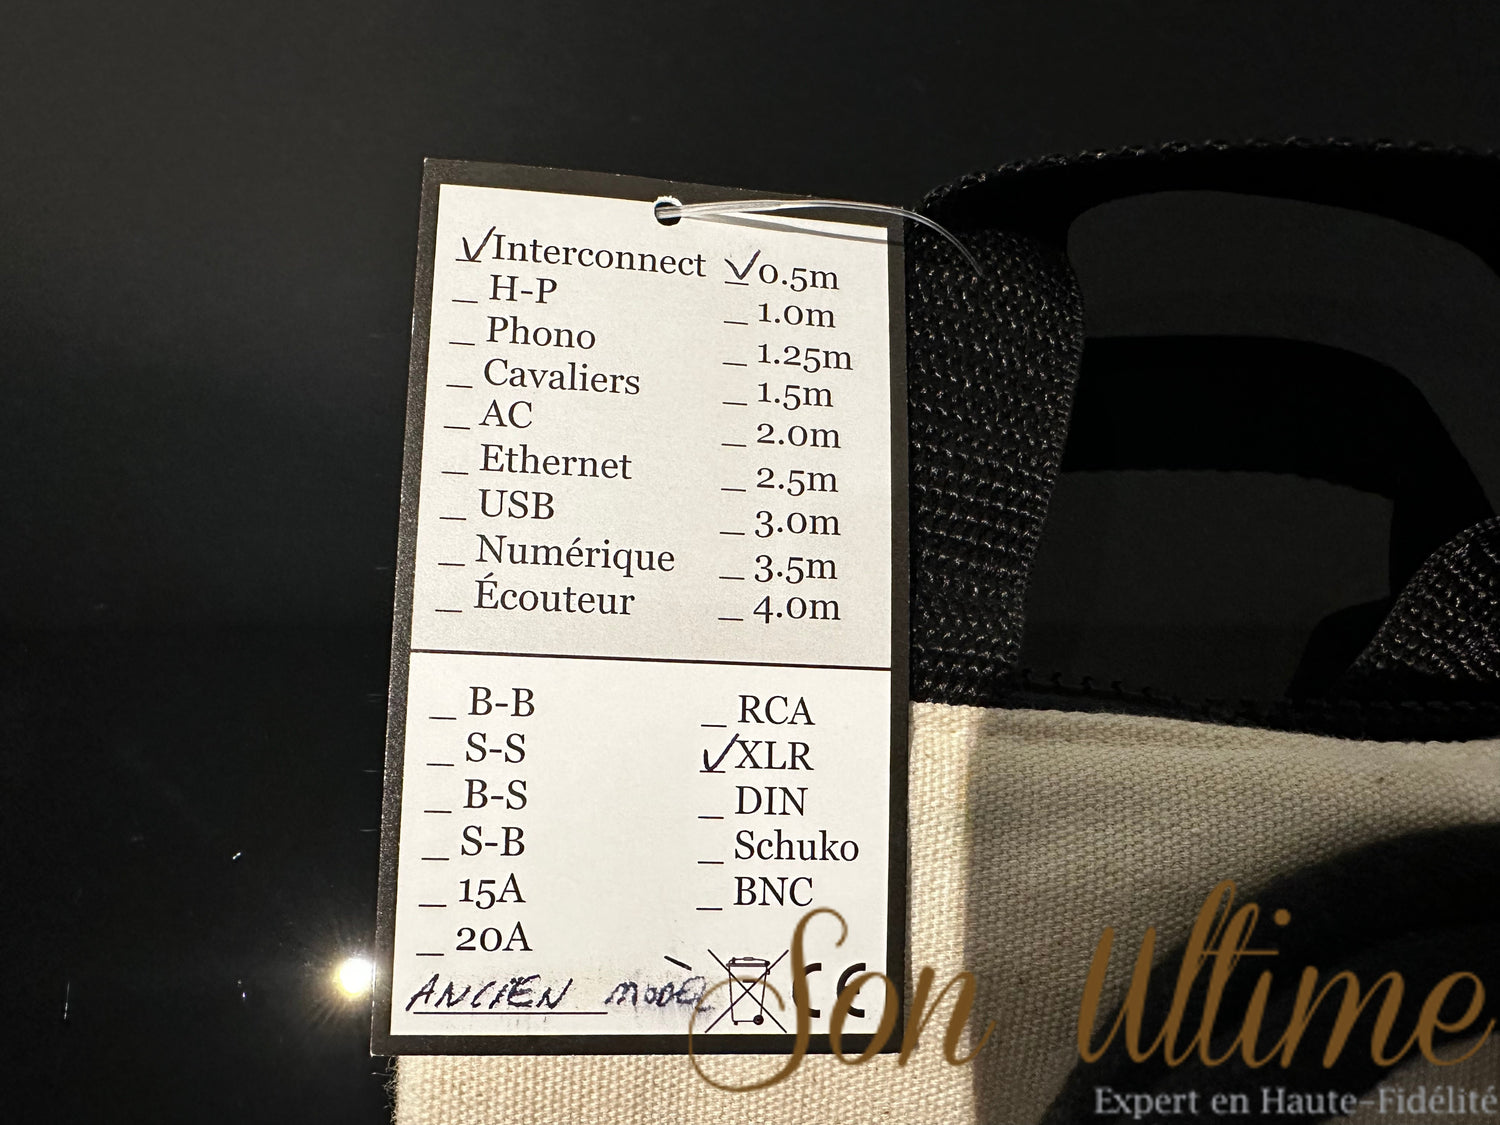 ✓Interconnect ✓0.5m
_ H-P _ 1.0m
_ Phono _ 1.25m
_ Cavaliers _ 1.5m
_ AC _ 2.0m
_ Ethernet _ 2.5m
_ USB _ 3.0m
_ Numérique _ 3.5m
_ Écouteur _ 4.0m
_ B-B _ RCA
_ S-S ✓XLR
_ B-S _ DIN
_ S-B _ Schuko
_ 15A _ BNC
_ 20A
ANCIEN MODÈL CE
Son Ultime
Expert en Haute-Fidélité